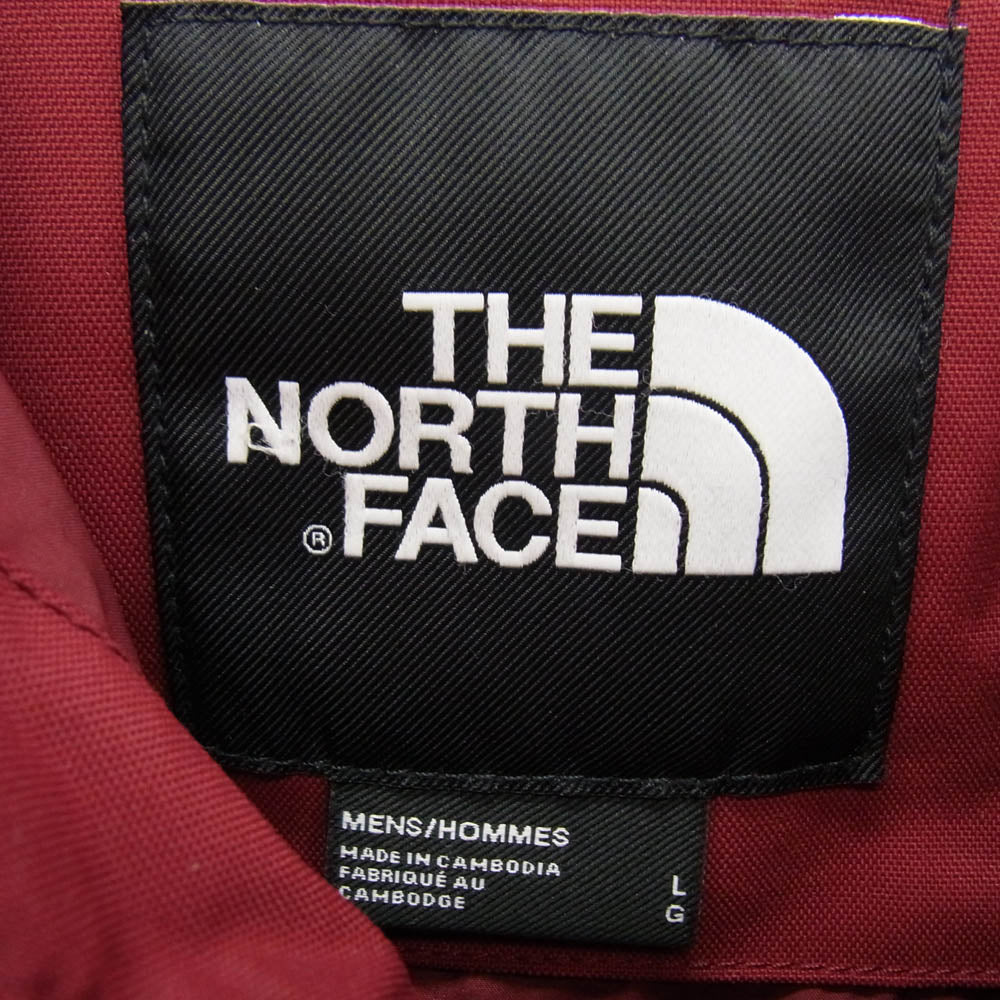 THE
NORTH
® FACE
MENS/HOMMES
MADE IN CAMBODIA
FABRIQUÉ AU
CAMBODGE
L
G